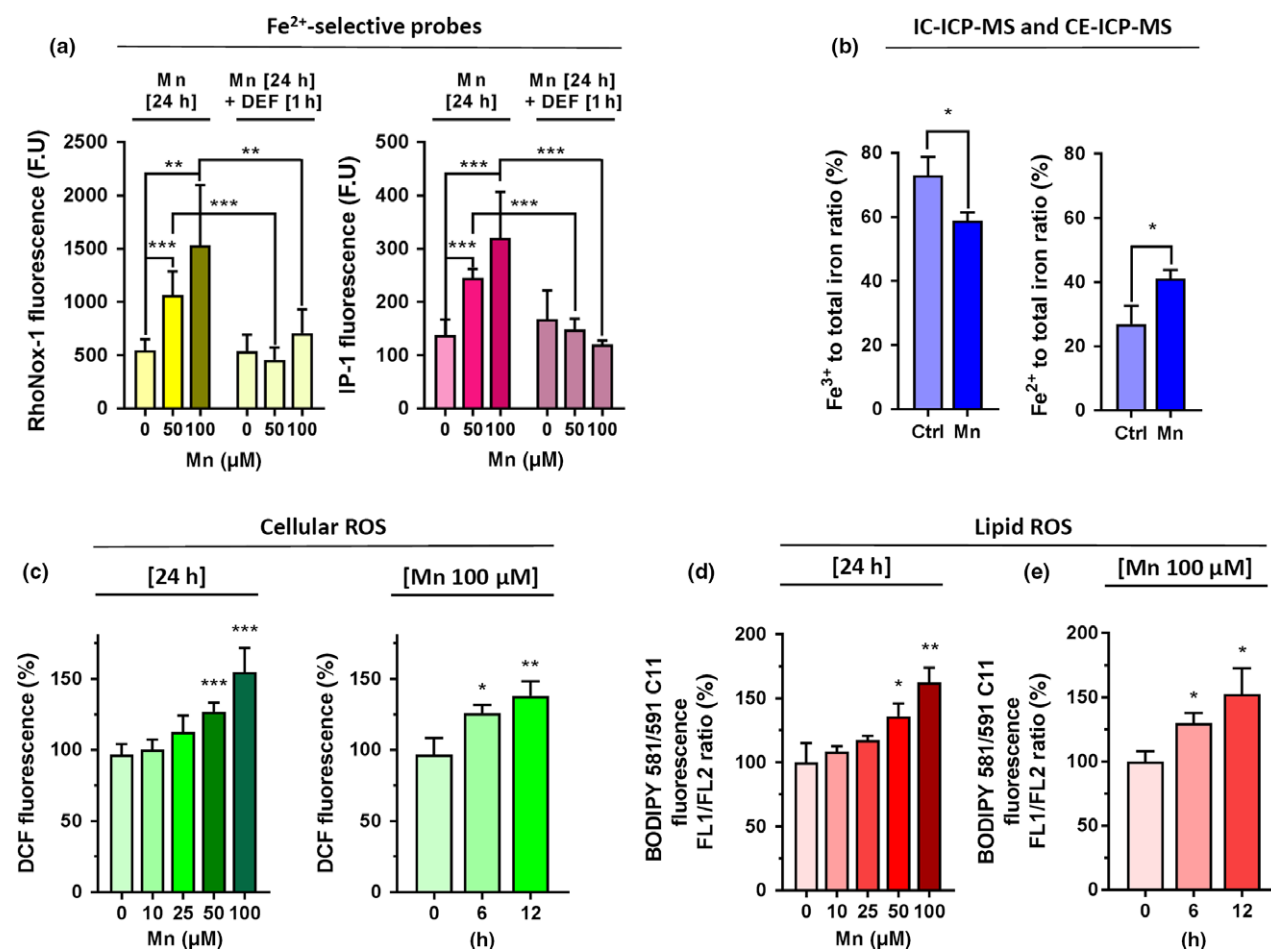 Fe²⁺-selective probes
(a)
Mn
[24 h]
Mn [24 h]
+ DEF [1 h]
RhoNox-1 fluorescence (F.U)
2500
2000
1500
1000
500
0
**
**
***
***
0 50 100 0 50 100
Mn (µM)
Mn
[24 h]
Mn [24 h]
+ DEF [1 h]
IP-1 fluorescence (F.U)
500
400
300
200
100
0
***
***
***
***
0 50 100 0 50 100
Mn (µM)
IC-ICP-MS and CE-ICP-MS
(b)
Fe³⁺ to total iron ratio (%)
80
60
40
20
0
*
Ctrl Mn
Fe²⁺ to total iron ratio (%)
80
60
40
20
0
*
Ctrl Mn
Cellular ROS
(c)
[24 h]
DCF fluorescence (%)
150
100
50
0
***
***
0 10 25 50 100
Mn (µM)
[Mn 100 µM]
DCF fluorescence (%)
150
100
50
0
*
**
0 6 12
(h)
Lipid ROS
(d)
[24 h]
BODIPY 581/591 C11
fluorescence
FL1/FL2 ratio (%)
200
150
100
50
0
*
**
0 10 25 50 100
Mn (µM)
(e)
[Mn 100 µM]
BODIPY 581/591 C11
fluorescence
FL1/FL2 ratio (%)
200
150
100
50
0
*
*
0 6 12
(h)